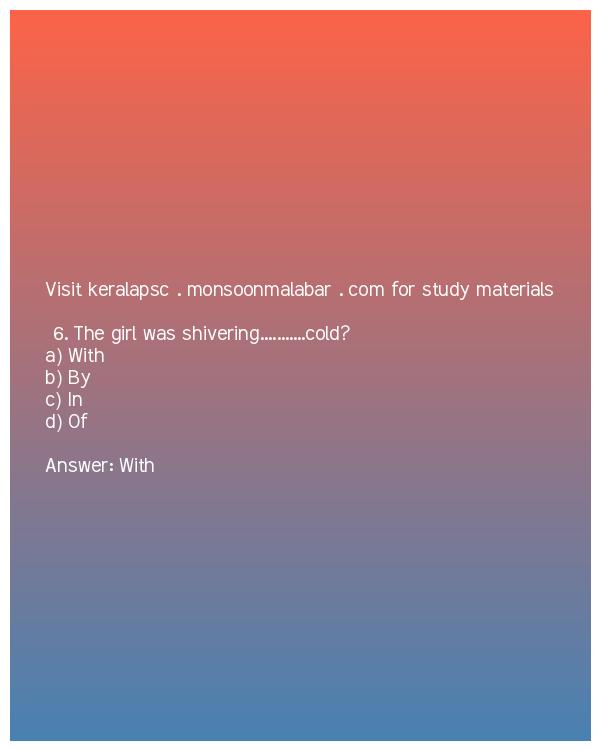 Visit keralapsc . monsoonmalabar . com for study materials
6. The girl was shivering...........cold?
a) With
b) By
c) In
d) Of
Answer: With